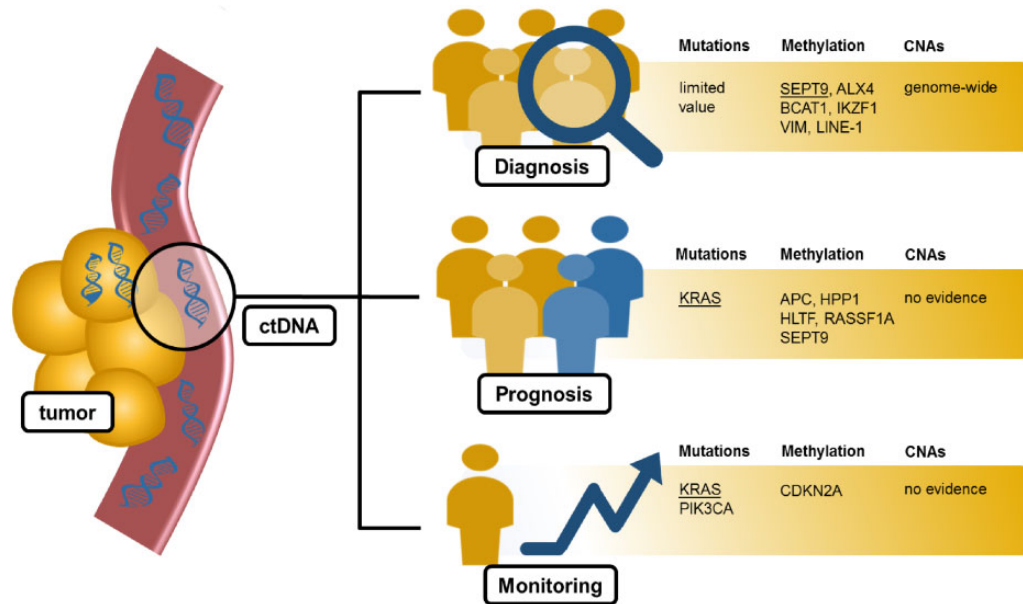 Mutations Methylation CNAs
limited SEPT9, ALX4 genome-wide
value BCAT1, IKZF1
VIM, LINE-1
Diagnosis
Mutations Methylation CNAs
KRAS APC, HPP1 no evidence
HLTF, RASSF1A
SEPT9
ctDNA
Prognosis
tumor
Mutations Methylation CNAs
KRAS CDKN2A no evidence
PIK3CA
Monitoring